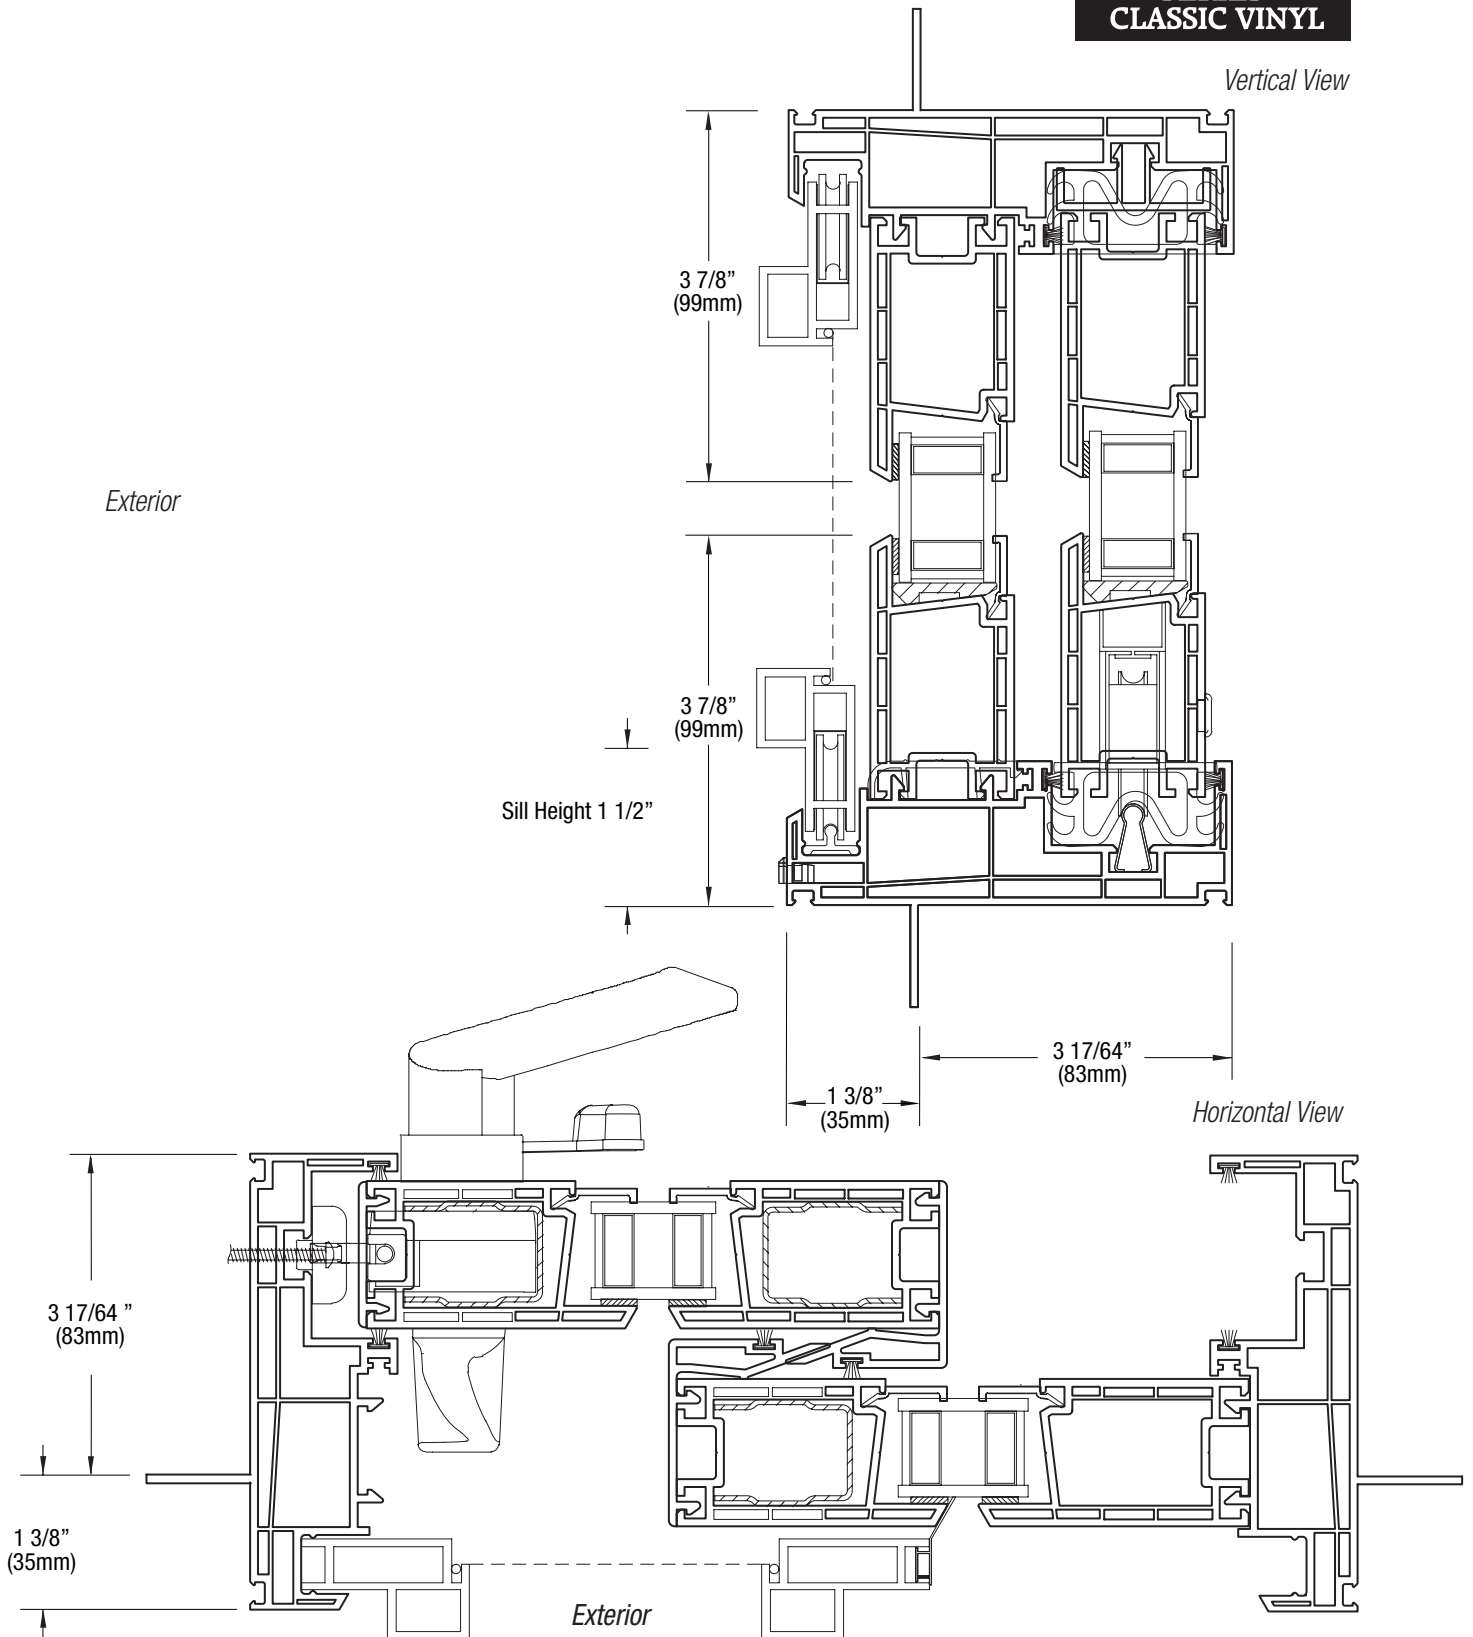 CLASSIC VINYL
Vertical View
3 7/8”
(99mm)
Exterior
3 7/8”
(99mm)
Sill Height 1 1/2”
3 17/64”
(83mm)
1 3/8”
(35mm)
Horizontal View
3 17/64 ”
(83mm)
1 3/8”
(35mm)
Exterior